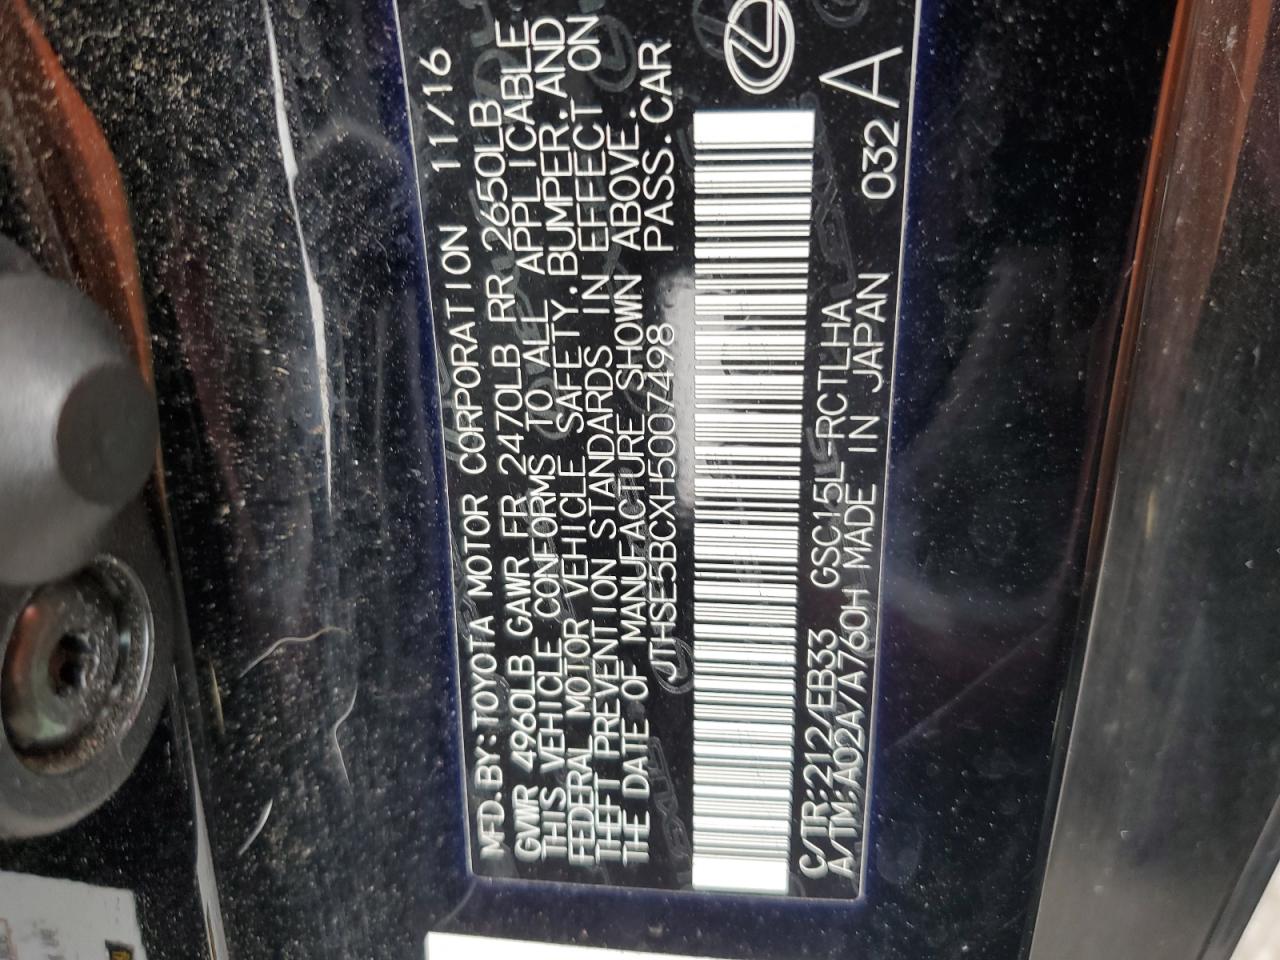 MFD.BY:TOYOTA MOTOR CORPORATION 11/16
GVWR 4960LB GAWR FR 2470LB RR 2650LB
THIS VEHICLE CONFORMS TO ALL APPLICABLE
FEDERAL MOTOR VEHICLE SAFETY.BUMPER.AND
THEFT PREVENTION STANDARDS IN EFFECT ON
THE DATE OF MANUFACTURE SHOWN ABOVE.
JTHSE5BCXH5007498 PASS.CAR
C/TR:212/EB33 GSC15L-RCTLHA 032
A/TM:A02A/A760H MADE IN JAPAN A